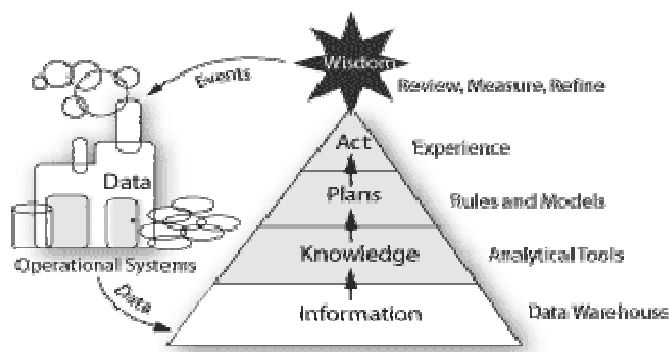 Wisdom
Events
Review, Measure, Refine
Act
Experience
Data
Plans
Rules and Models
Knowledge
Analytical Tools
Operational Systems
Data
Information
Data Warehouse